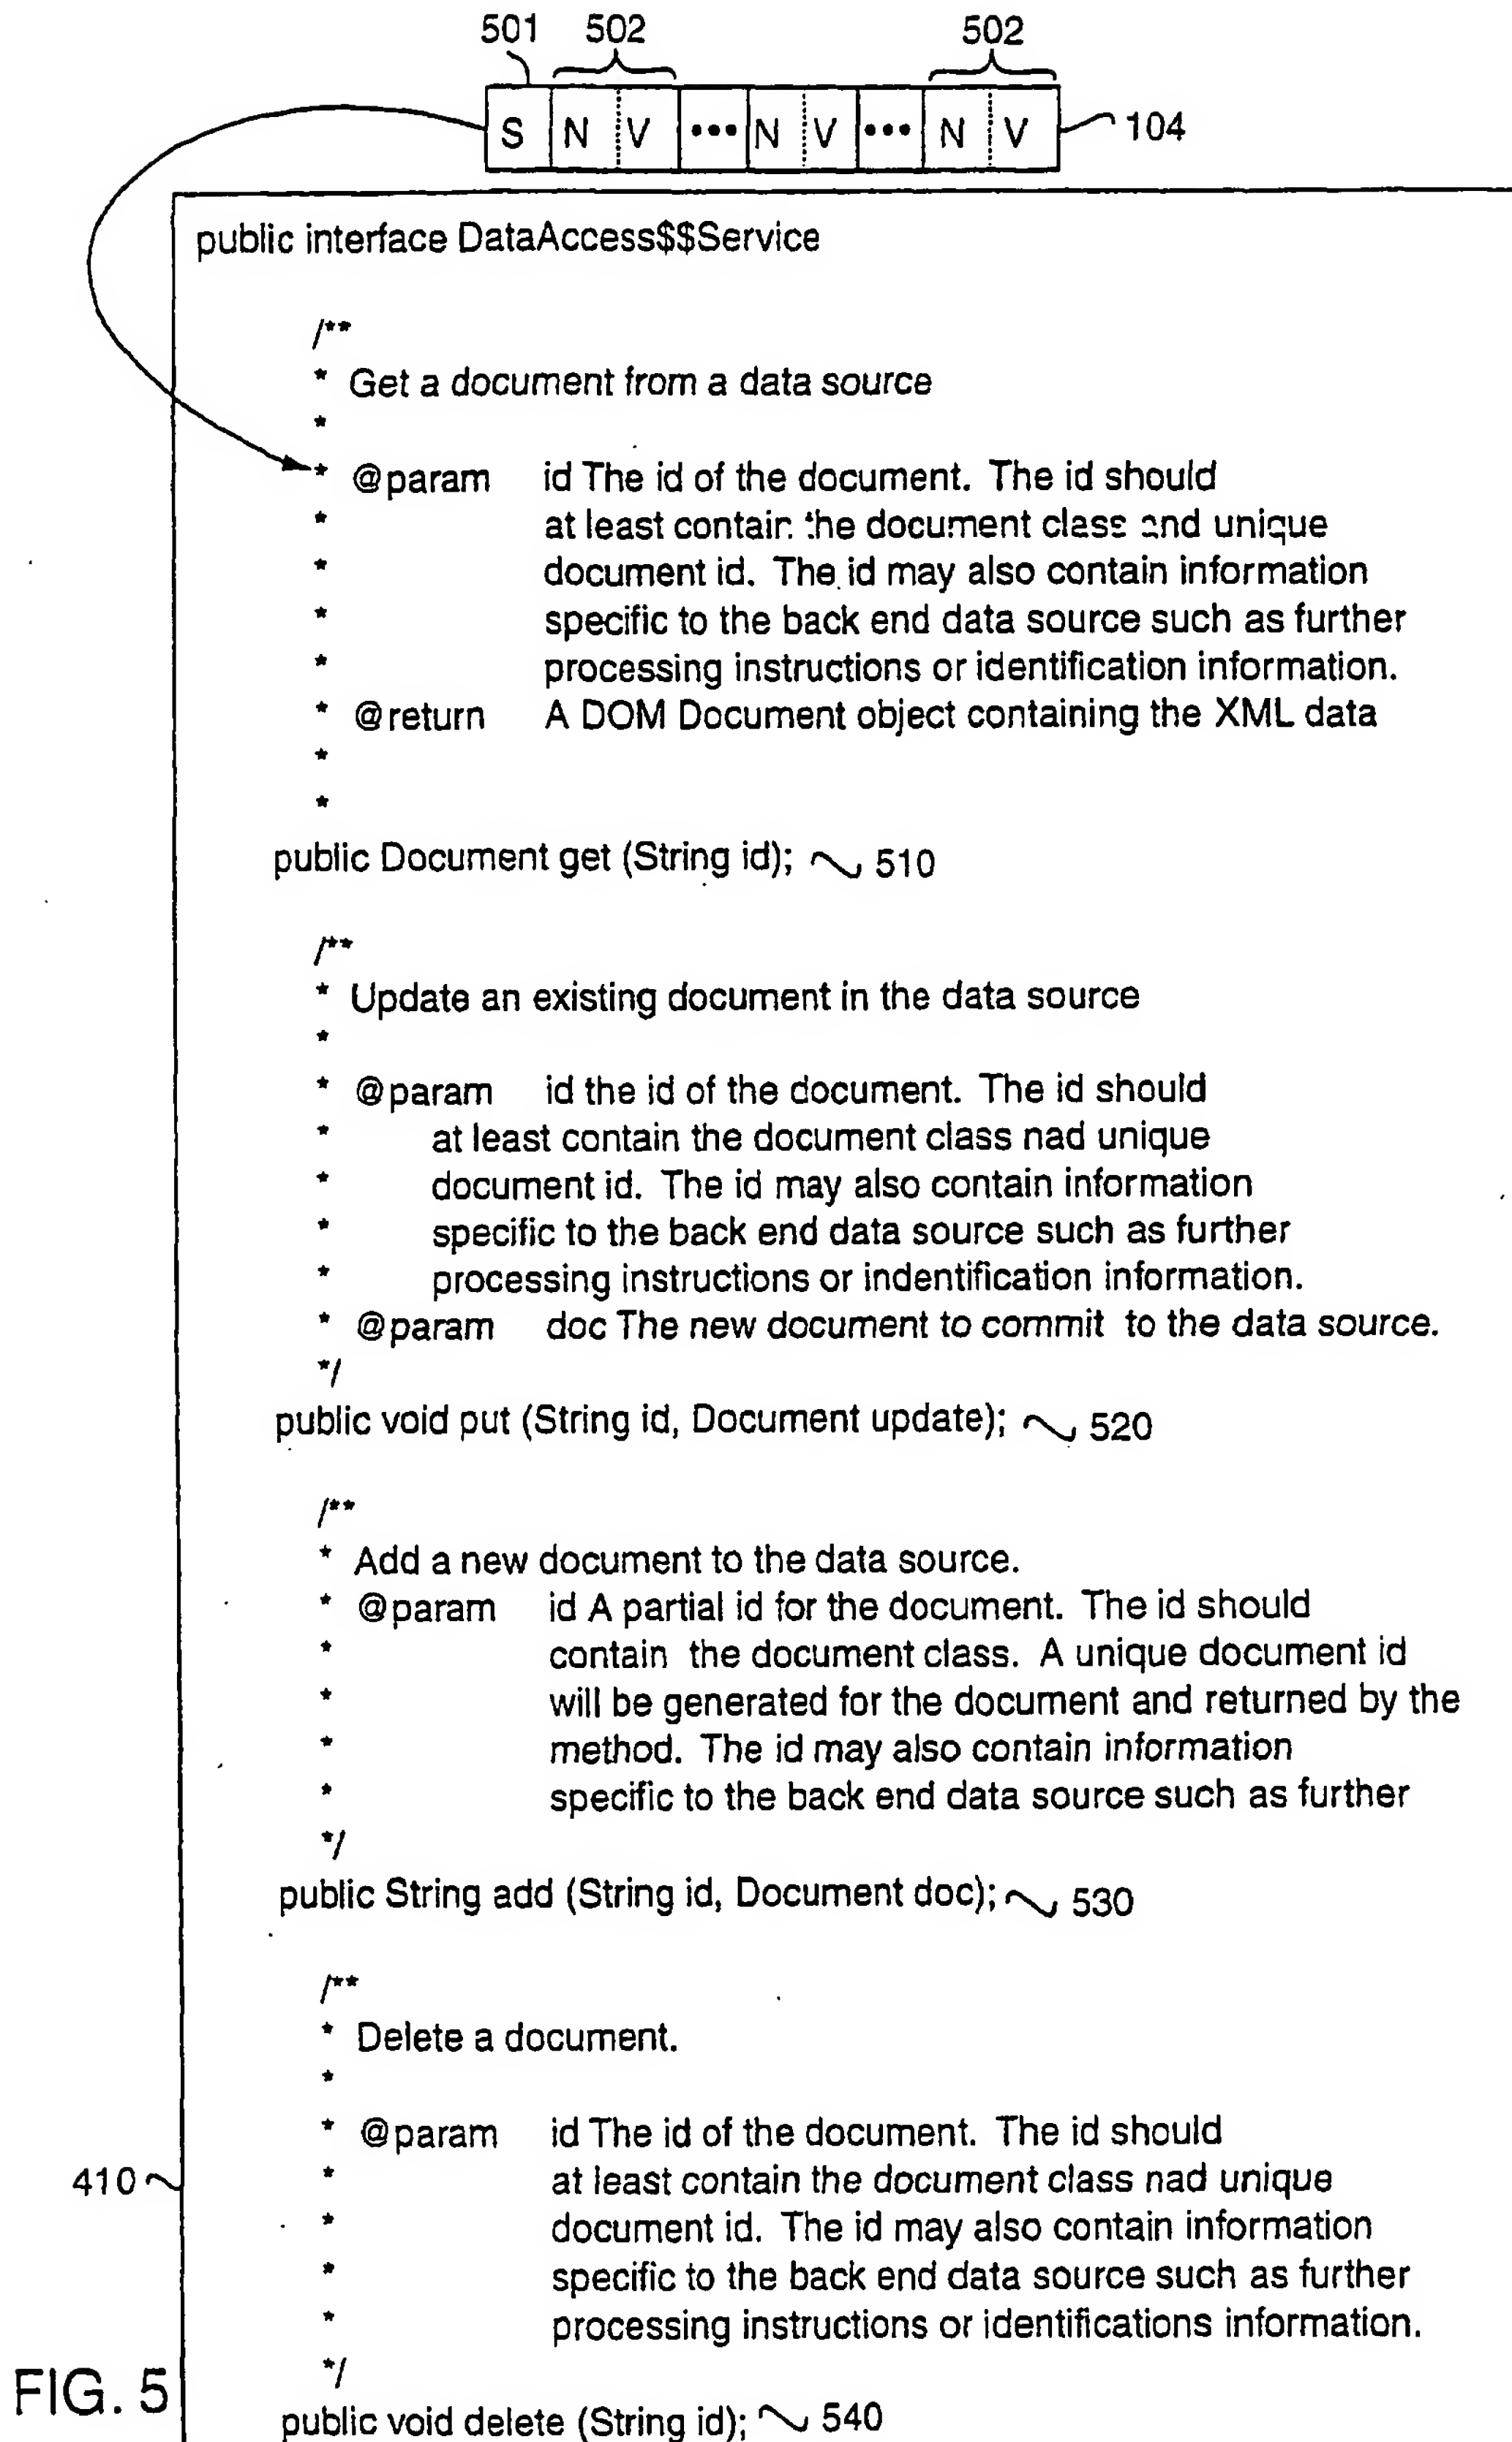 501 502 502
S N V ••• N V ••• N V 104
public interface DataAccess$$Service
/**
* Get a document from a data source
*
* @param id The id of the document. The id should
* at least contain the document class and unique
* document id. The id may also contain information
* specific to the back end data source such as further
* processing instructions or identification information.
* @return A DOM Document object containing the XML data
*
*
public Document get (String id); 510
/**
* Update an existing document in the data source
*
* @param id the id of the document. The id should
* at least contain the document class nad unique
* document id. The id may also contain information
* specific to the back end data source such as further
* processing instructions or indentification information.
* @param doc The new document to commit to the data source.
*/
public void put (String id, Document update); 520
/**
* Add a new document to the data source.
* @param id A partial id for the document. The id should
* contain the document class. A unique document id
* will be generated for the document and returned by the
* method. The id may also contain information
* specific to the back end data source such as further
*/
public String add (String id, Document doc); 530
/**
* Delete a document.
*
* @param id The id of the document. The id should
410 * at least contain the document class nad unique
* document id. The id may also contain information
* specific to the back end data source such as further
* processing instructions or identifications information.
*/
FIG. 5
public void delete (String id); 540